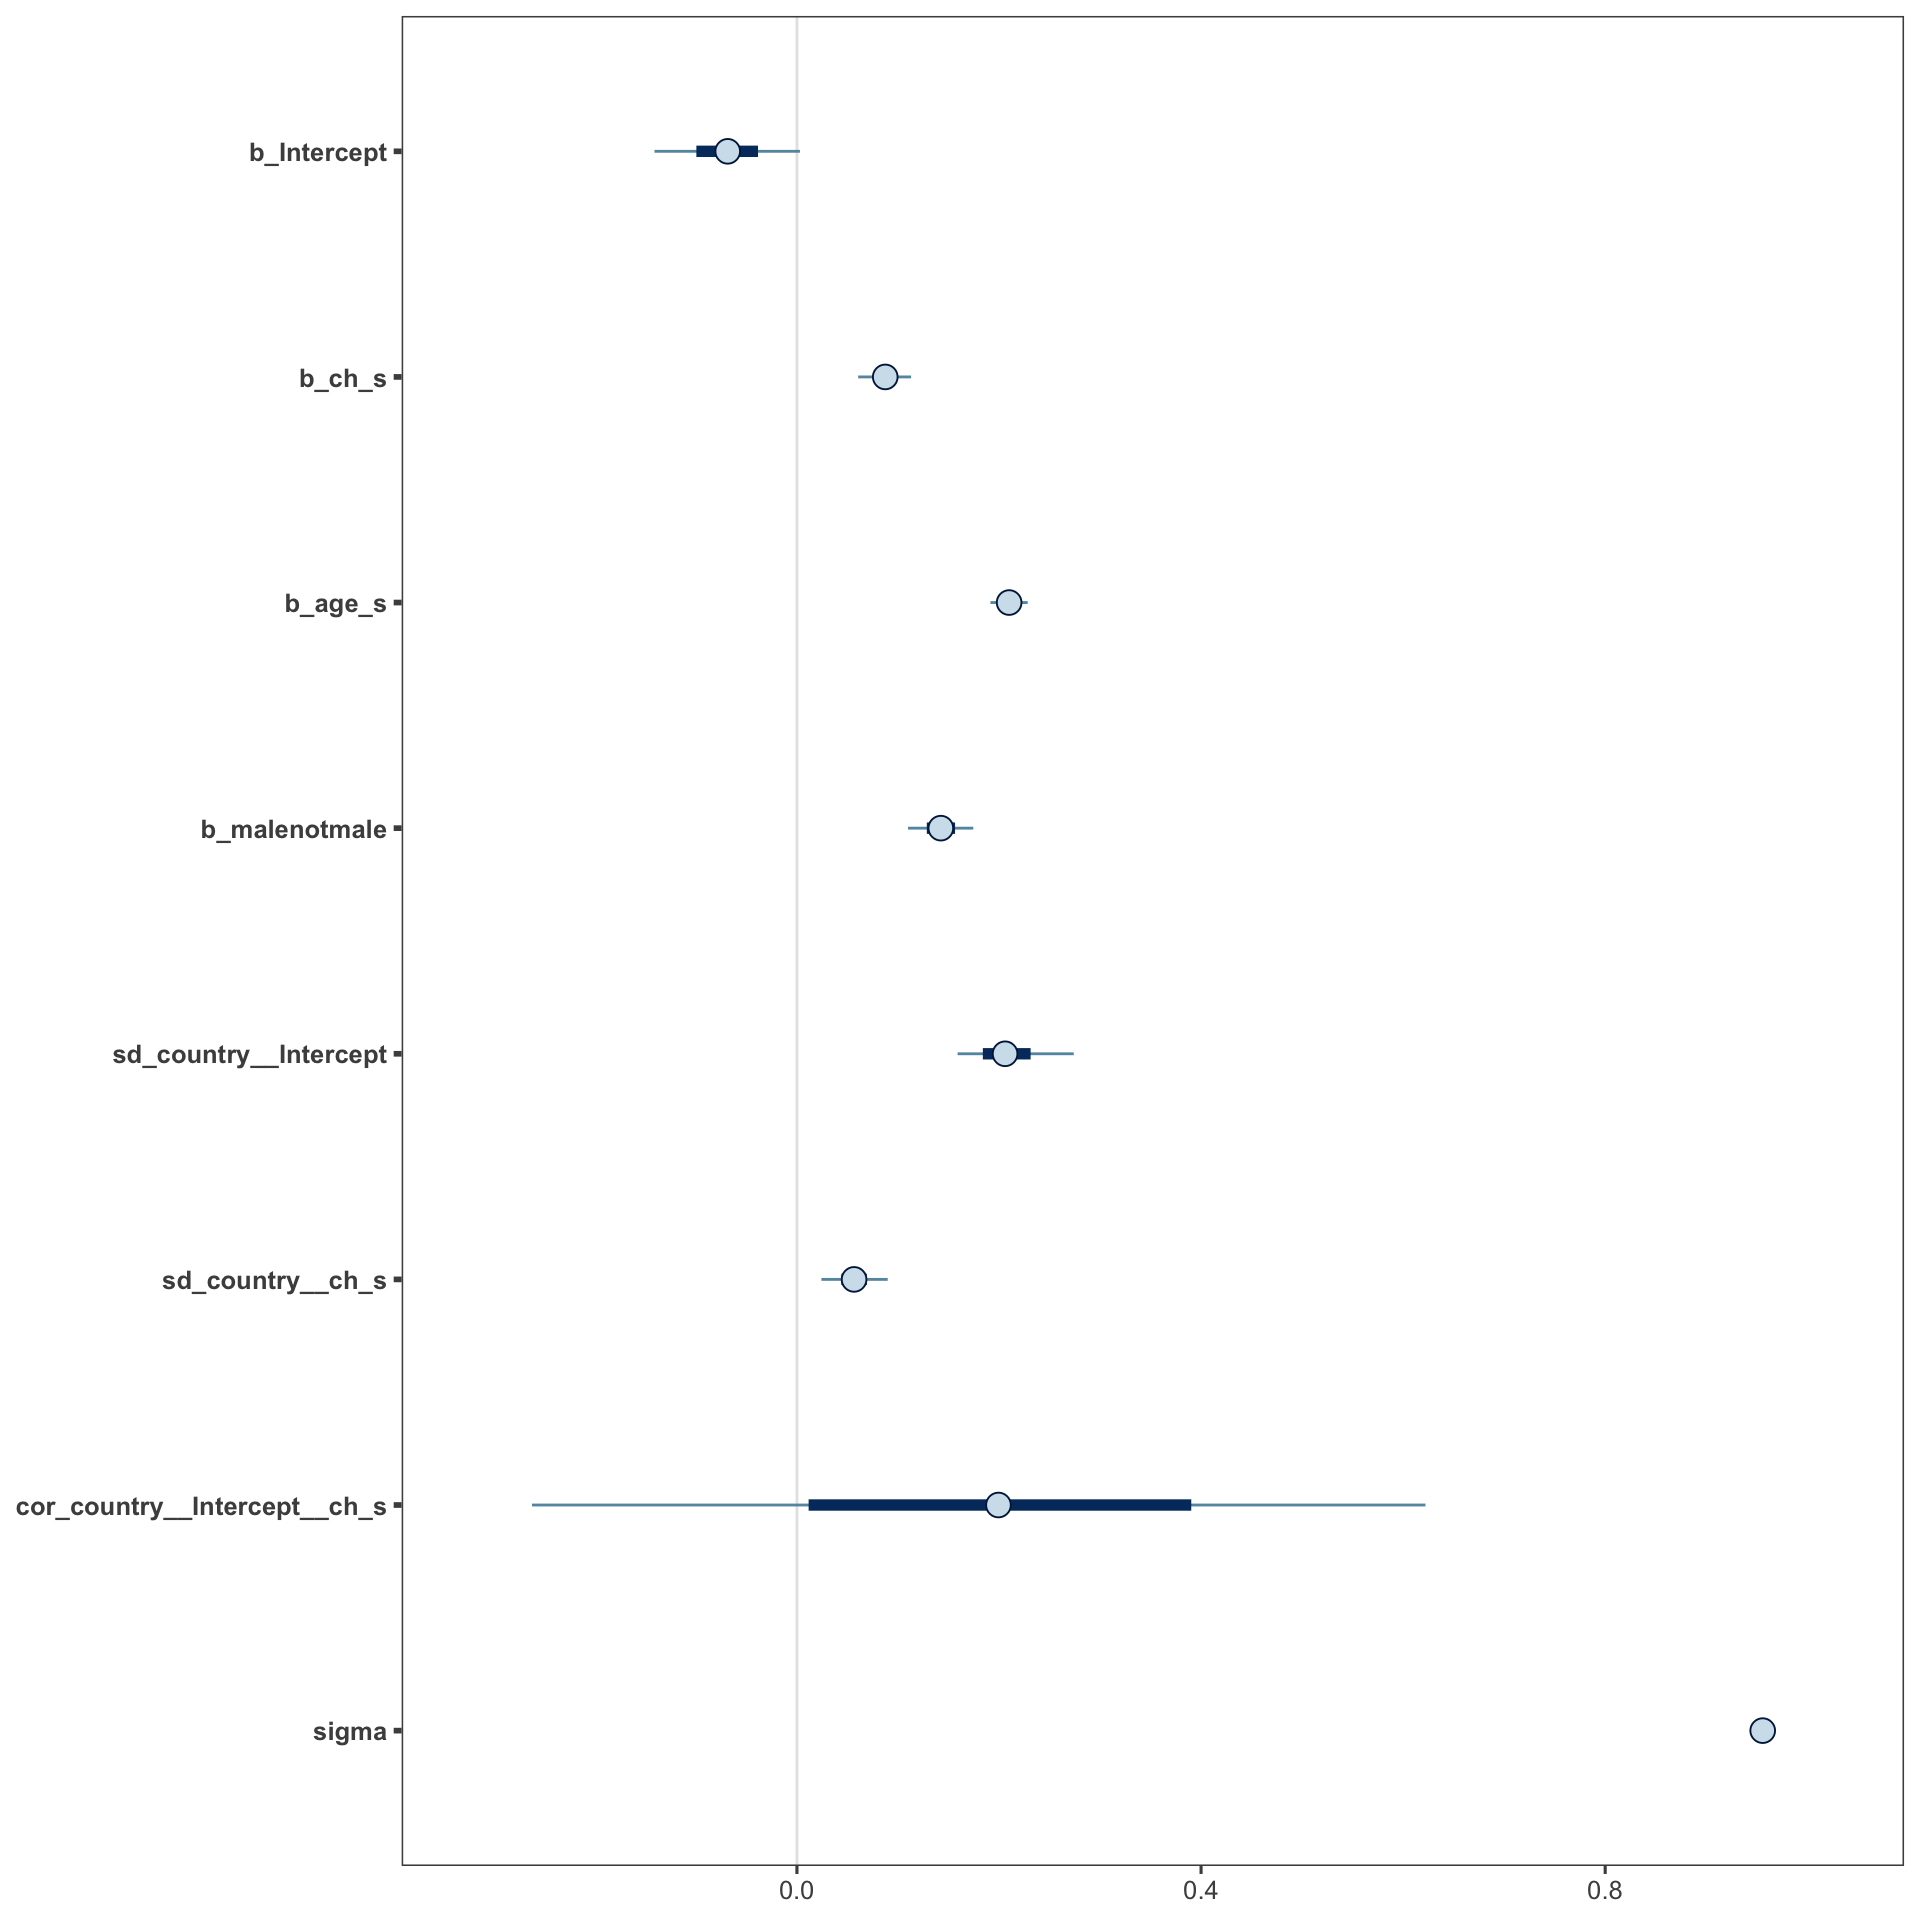 b_Intercept
b_ch_s
b_age_s
b_malenotmale
sd_country__Intercept
sd_country__ch_s
cor_country__Intercept__ch_s
sigma
0.0 0.4 0.8